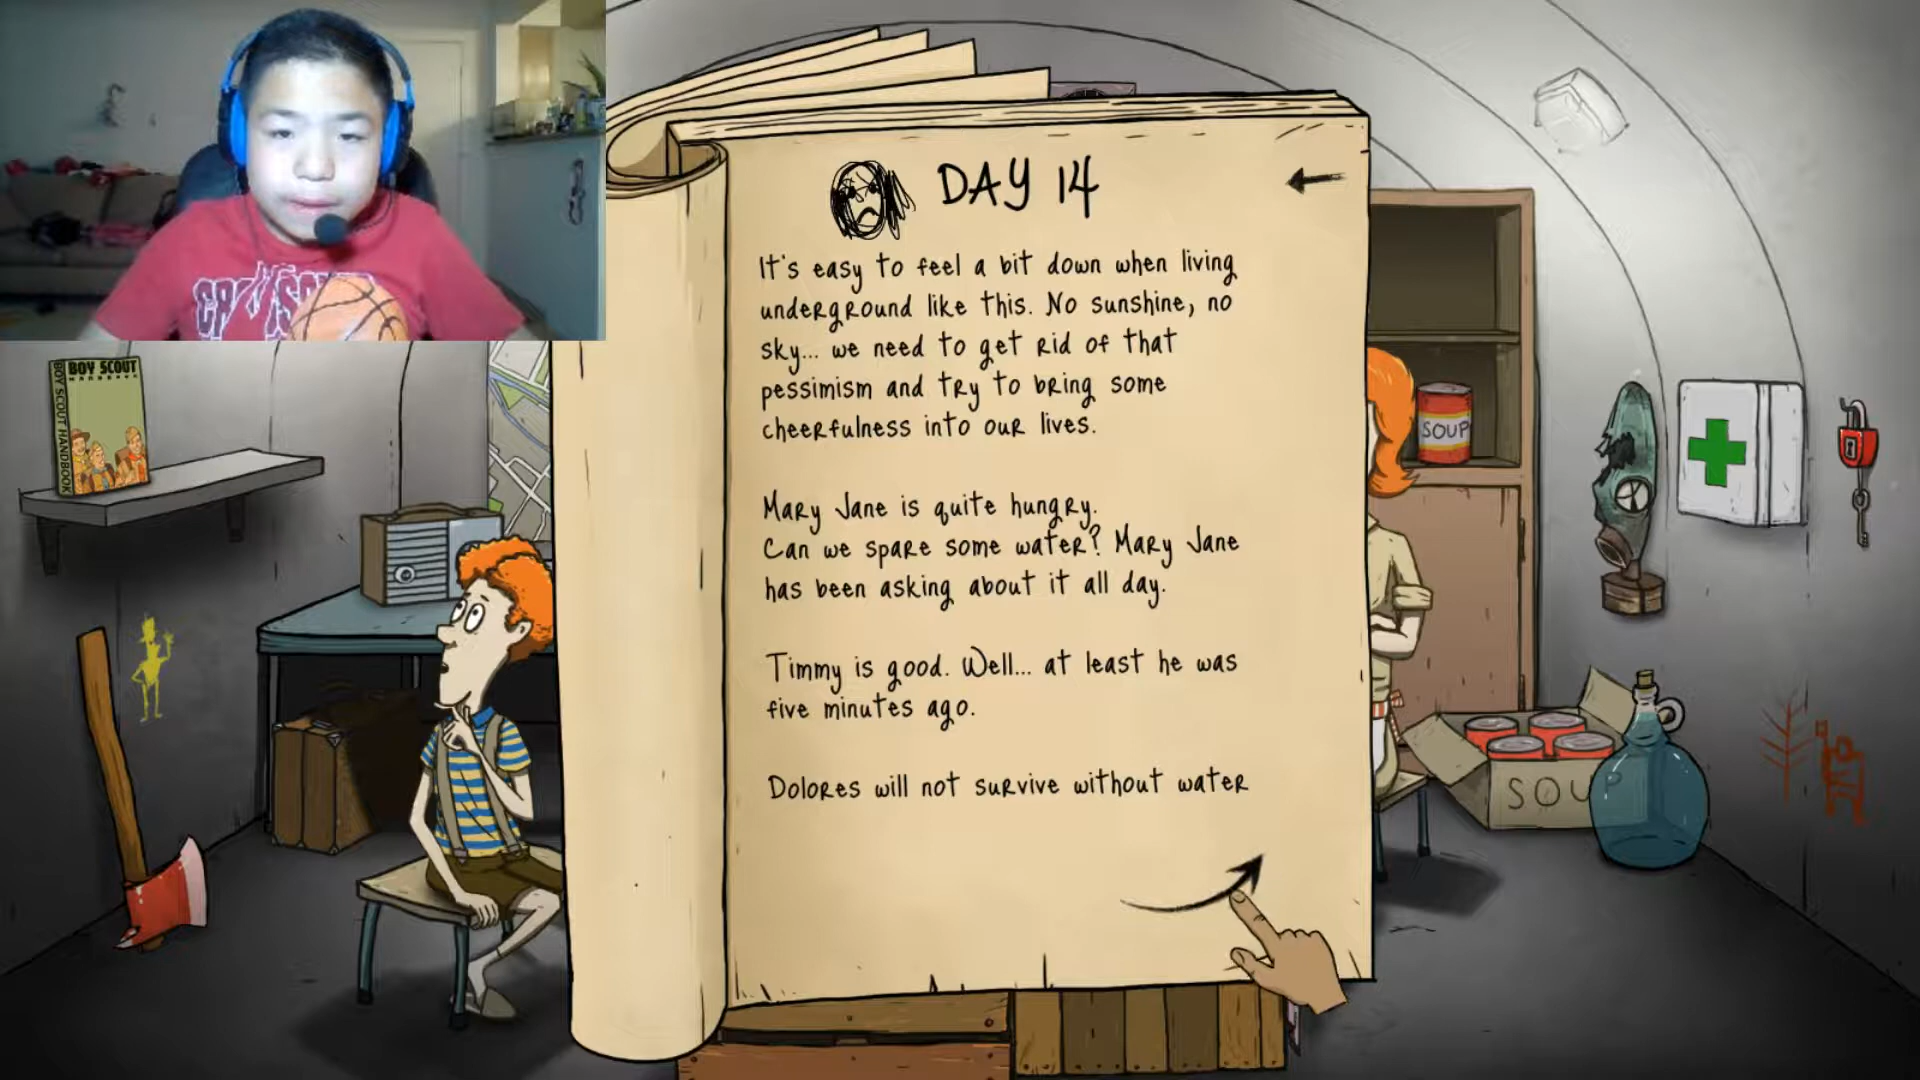 DAY 14
It's easy to feel a bit down when living
underground like this. No sunshine, no
sky... we need to get rid of that
pessimism and try to bring some
cheerfulness into our lives.
Mary Jane is quite hungry.
Can we spare some water? Mary Jane
has been asking about it all day.
Timmy is good. Well... at least he was
five minutes ago.
Dolores will not survive without water
BOY SCOUT
HANDBOOK
BOY SCOUT HANDBOOK
SOUP
SOU